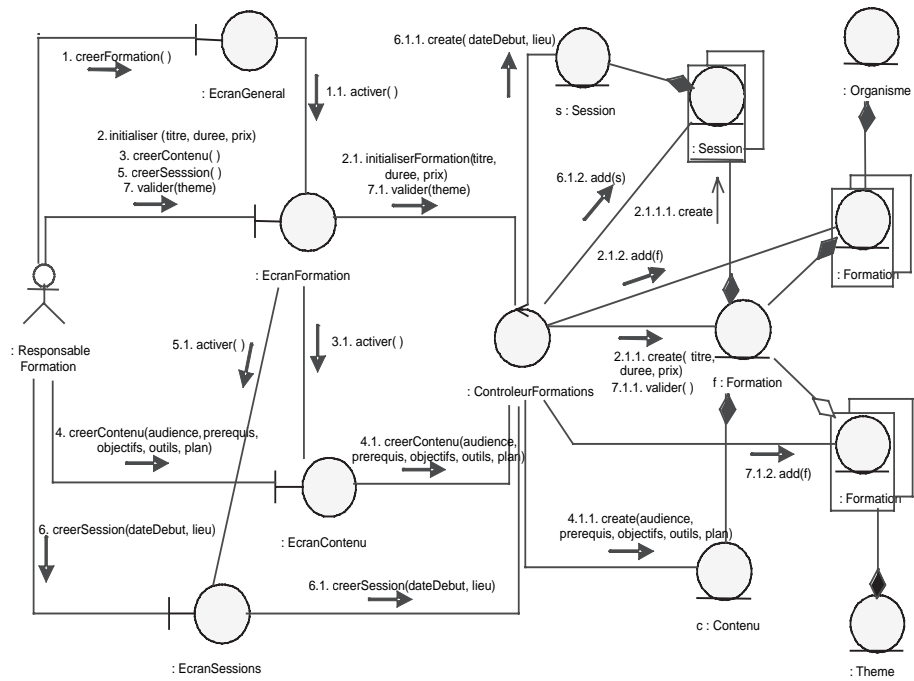 1. creerFormation( )
: EcranGeneral
1.1. activer( )
6.1.1. create( dateDebut, lieu)
s : Session
: Session
: Organisme
2. initialiser (titre, duree, prix)
3. creerContenu( )
5. creerSesssion( )
7. valider(theme)
2.1. initialiserFormation(titre,
duree, prix)
7.1. valider(theme)
6.1.2. add(s)
2.1.1.1. create
2.1.2. add(f)
: EcranFormation
: Formation
: Responsable
Formation
5.1. activer( )
3.1. activer( )
: ControleurFormations
2.1.1. create( titre,
duree, prix)
7.1.1. valider( )
f : Formation
4. creerContenu(audience, prerequis,
objectifs, outils, plan)
4.1. creerContenu(audience,
prerequis, objectifs, outils, plan)
7.1.2. add(f)
: Formation
: EcranContenu
4.1.1. create(audience,
prerequis, objectifs, outils, plan)
6. creerSession(dateDebut, lieu)
6.1. creerSession(dateDebut, lieu)
c : Contenu
: EcranSessions
: Theme